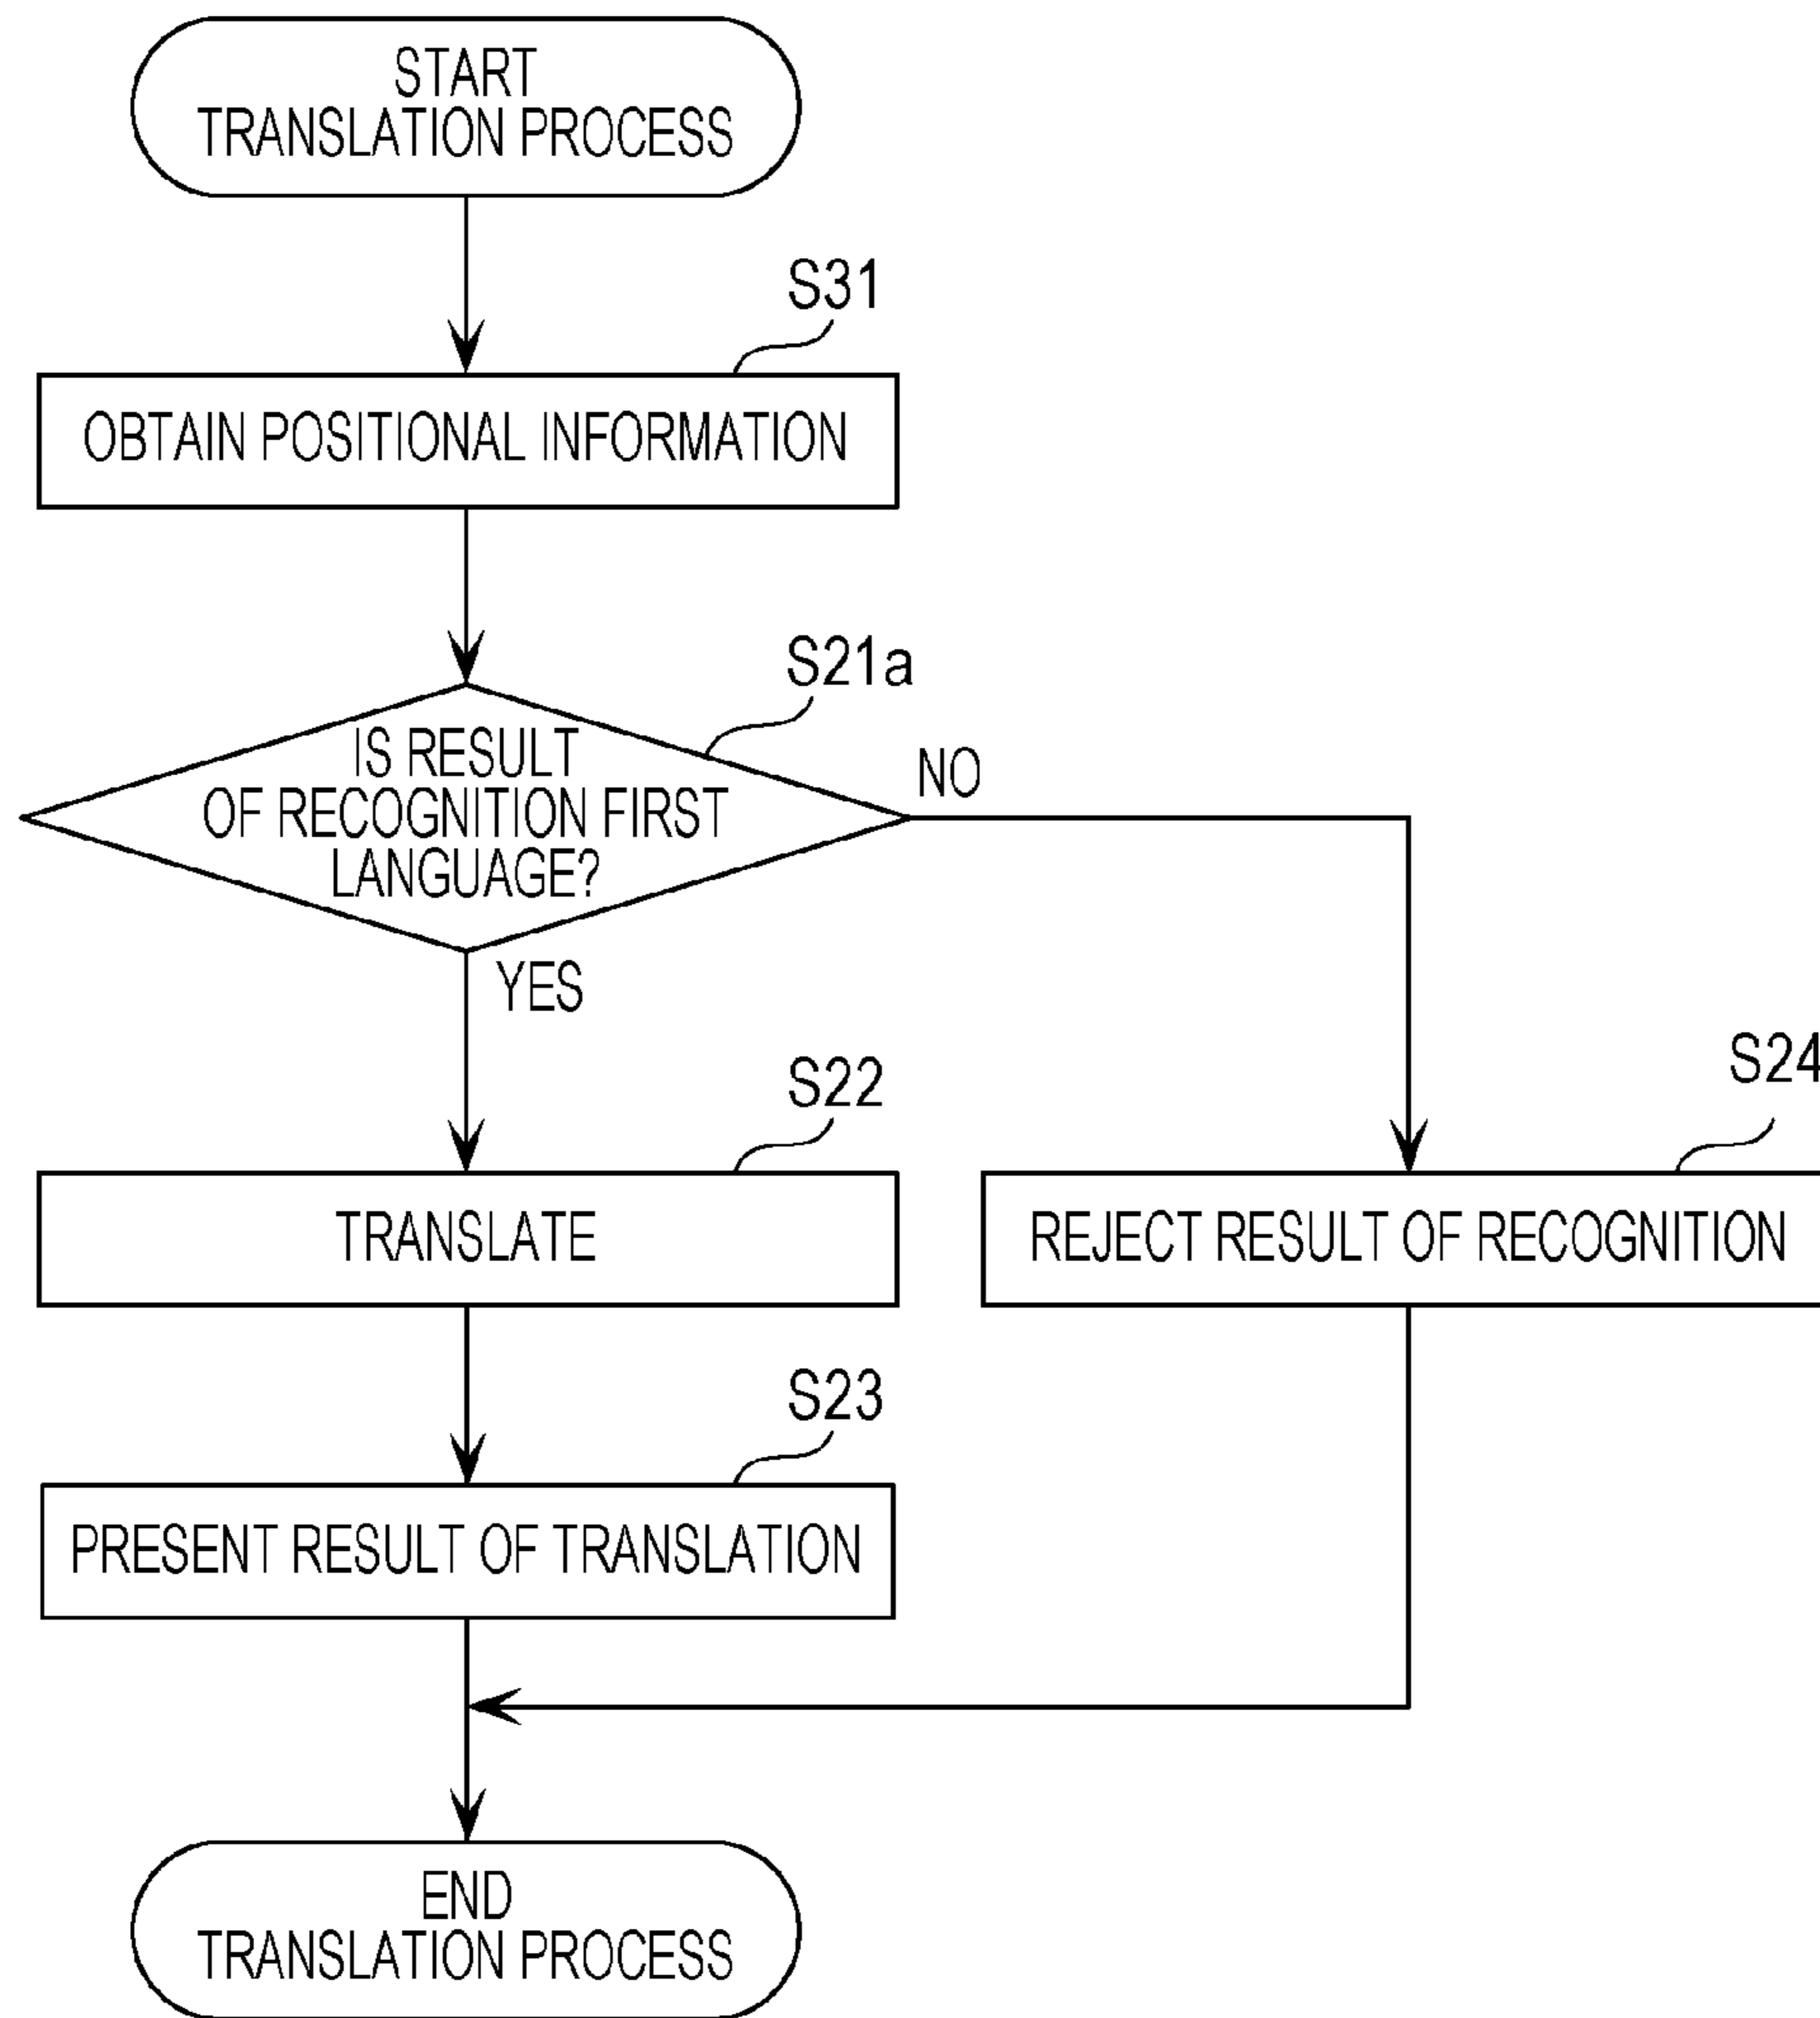 START
TRANSLATION PROCESS
S31
OBTAIN POSITIONAL INFORMATION
S21a
IS RESULT
OF RECOGNITION FIRST
LANGUAGE?
NO
YES
S22
TRANSLATE
S24
REJECT RESULT OF RECOGNITION
S23
PRESENT RESULT OF TRANSLATION
END
TRANSLATION PROCESS